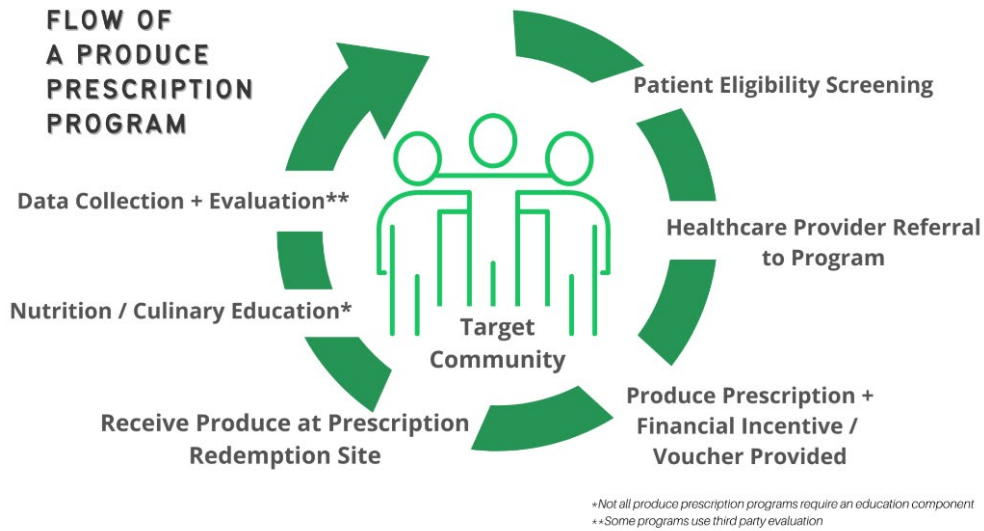 FLOW OF
A PRODUCE
PRESCRIPTION
PROGRAM
Patient Eligibility Screening
Healthcare Provider Referral
to Program
Produce Prescription +
Financial Incentive /
Voucher Provided
Receive Produce at Prescription
Redemption Site
Nutrition / Culinary Education*
Data Collection + Evaluation**
Target
Community
*Not all produce prescription programs require an education component
**Some programs use third party evaluation